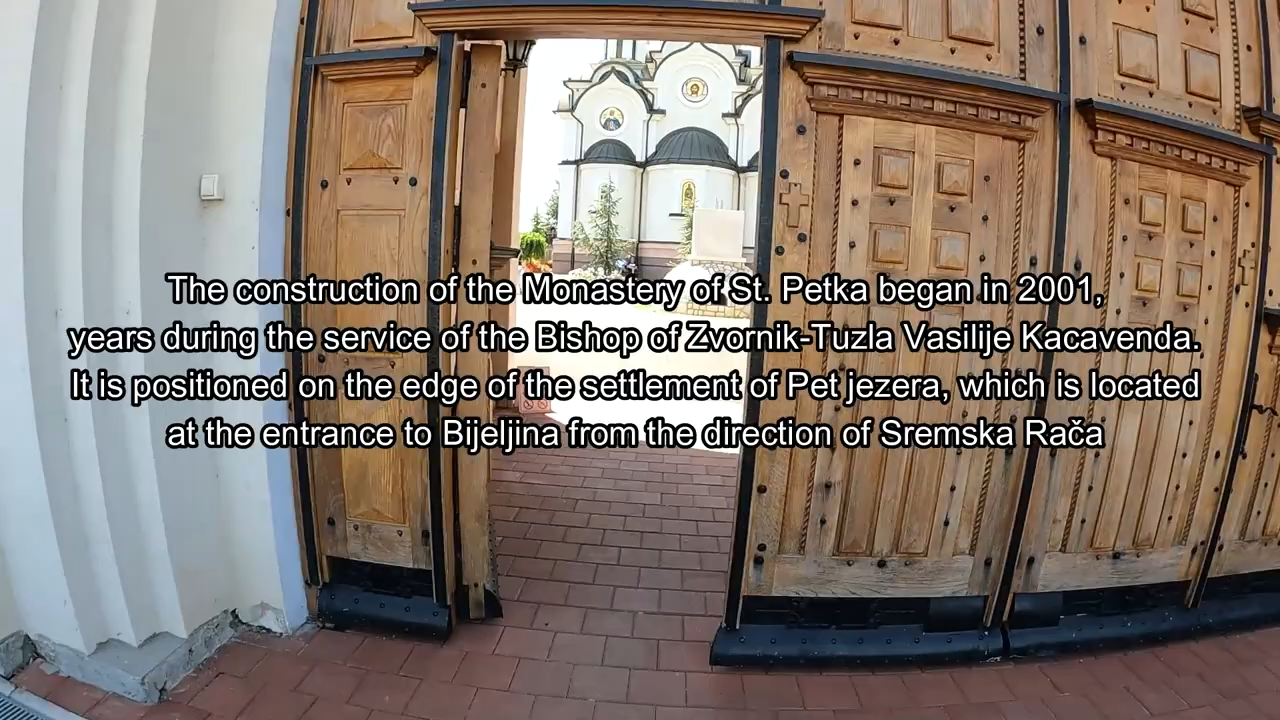 The construction of the Monastery of St. Petka began in 2001,
years during the service of the Bishop of Zvornik-Tuzla Vasilije Kacavenda.
It is positioned on the edge of the settlement of Pet jezera, which is located
at the entrance to Bijeljina from the direction of Sremska Rača